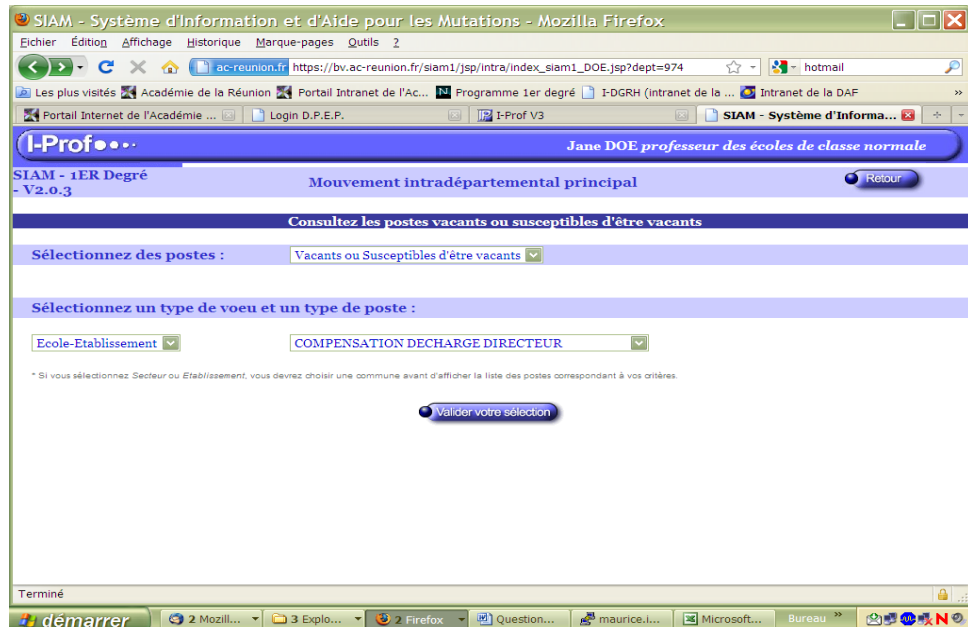 SIAM - Système d'Information et d'Aide pour les Mutations - Mozilla Firefox
Fichier Édition Affichage Historique Marque-pages Outils ?
ac-reunion.fr https://bv.ac-reunion.fr/siam1/jsp/intra/index_siam1_DOE.jsp?dept=974 hotmail
Les plus visités Académie de la Réunion Portail Intranet de l'Ac... Programme 1er degré I-DGRH (intranet de la ... Intranet de la DAF »
Portail Internet de l'Académie ... Login D.P.E.P. I-Prof V3 SIAM - Système d'Informa...
I-Prof Jane DOE professeur des écoles de classe normale
SIAM - 1ER Degré
- V2.0.3 Mouvement intradépartemental principal Retour
Consultez les postes vacants ou susceptibles d'être vacants
Sélectionnez des postes : Vacants ou Susceptibles d'être vacants
Sélectionnez un type de voeu et un type de poste :
Ecole-Etablissement COMPENSATION DECHARGE DIRECTEUR
* Si vous sélectionnez Secteur ou Etablissement, vous devrez choisir une commune avant d'afficher la liste des postes correspondant à vos critères.
Valider votre sélection
Terminé
démarrer 2 Mozill... 3 Explo... 2 Firefox Question... maurice.i... Microsoft... Bureau »